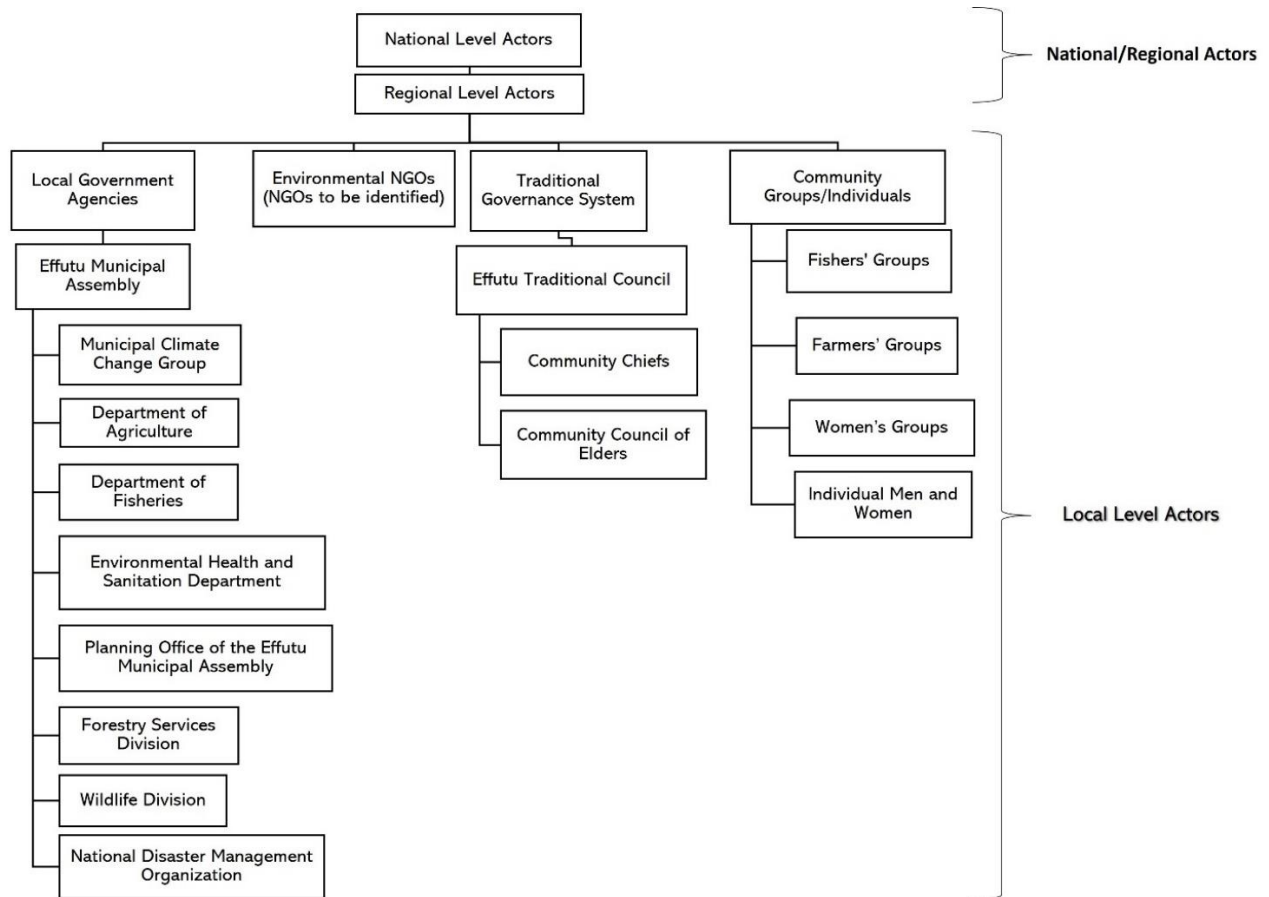 National Level Actors
National/Regional Actors
Regional Level Actors
Local Government
Agencies
Environmental NGOs
(NGOs to be identified)
Traditional
Governance System
Community
Groups/Individuals
Effutu Municipal
Assembly
Effutu Traditional Council
Fishers' Groups
Municipal Climate
Change Group
Community Chiefs
Farmers’ Groups
Department of
Agriculture
Community Council of
Elders
Women’s Groups
Department of
Fisheries
Individual Men and
Women
Local Level Actors
Environmental Health and
Sanitation Department
Planning Office of the Effutu
Municipal Assembly
Forestry Services
Division
Wildlife Division
National Disaster Management
Organization